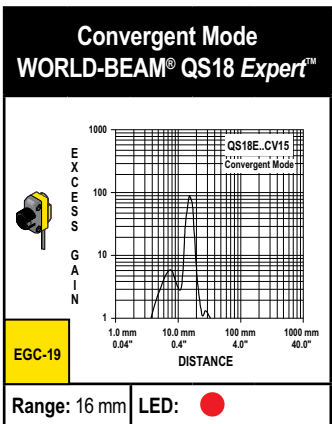 Convergent Mode
WORLD-BEAM® QS18 Expert™
EXCESS GAIN
1000
100
10
1
QS18E..CV15
Convergent Mode
1.0 mm 10.0 mm 100 mm 1000 mm
0.04" 0.4" 4.0" 40.0"
DISTANCE
EGC-19
Range: 16 mm LED: